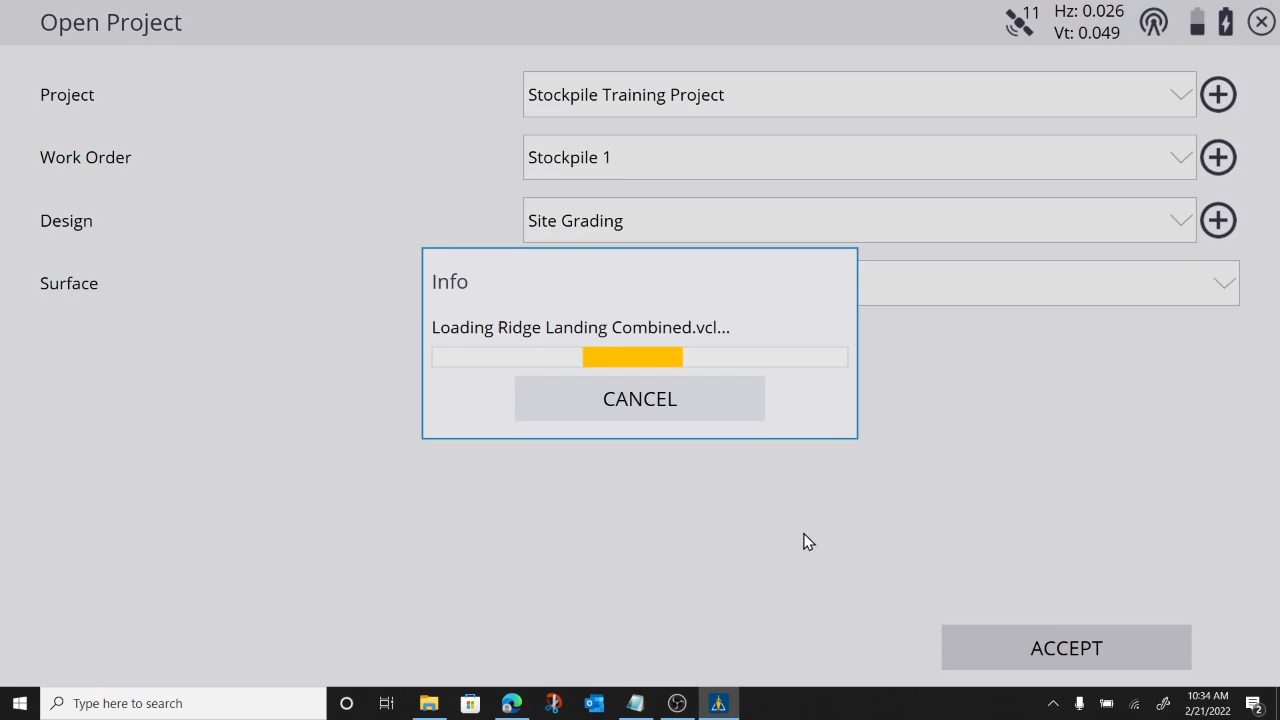 Open Project
11
Hz: 0.026
Vt: 0.049
Project
Stockpile Training Project
Work Order
Stockpile 1
Design
Site Grading
Surface
Info
Loading Ridge Landing Combined.vcl...
CANCEL
ACCEPT
Type here to search
10:34 AM
2/21/2022
2